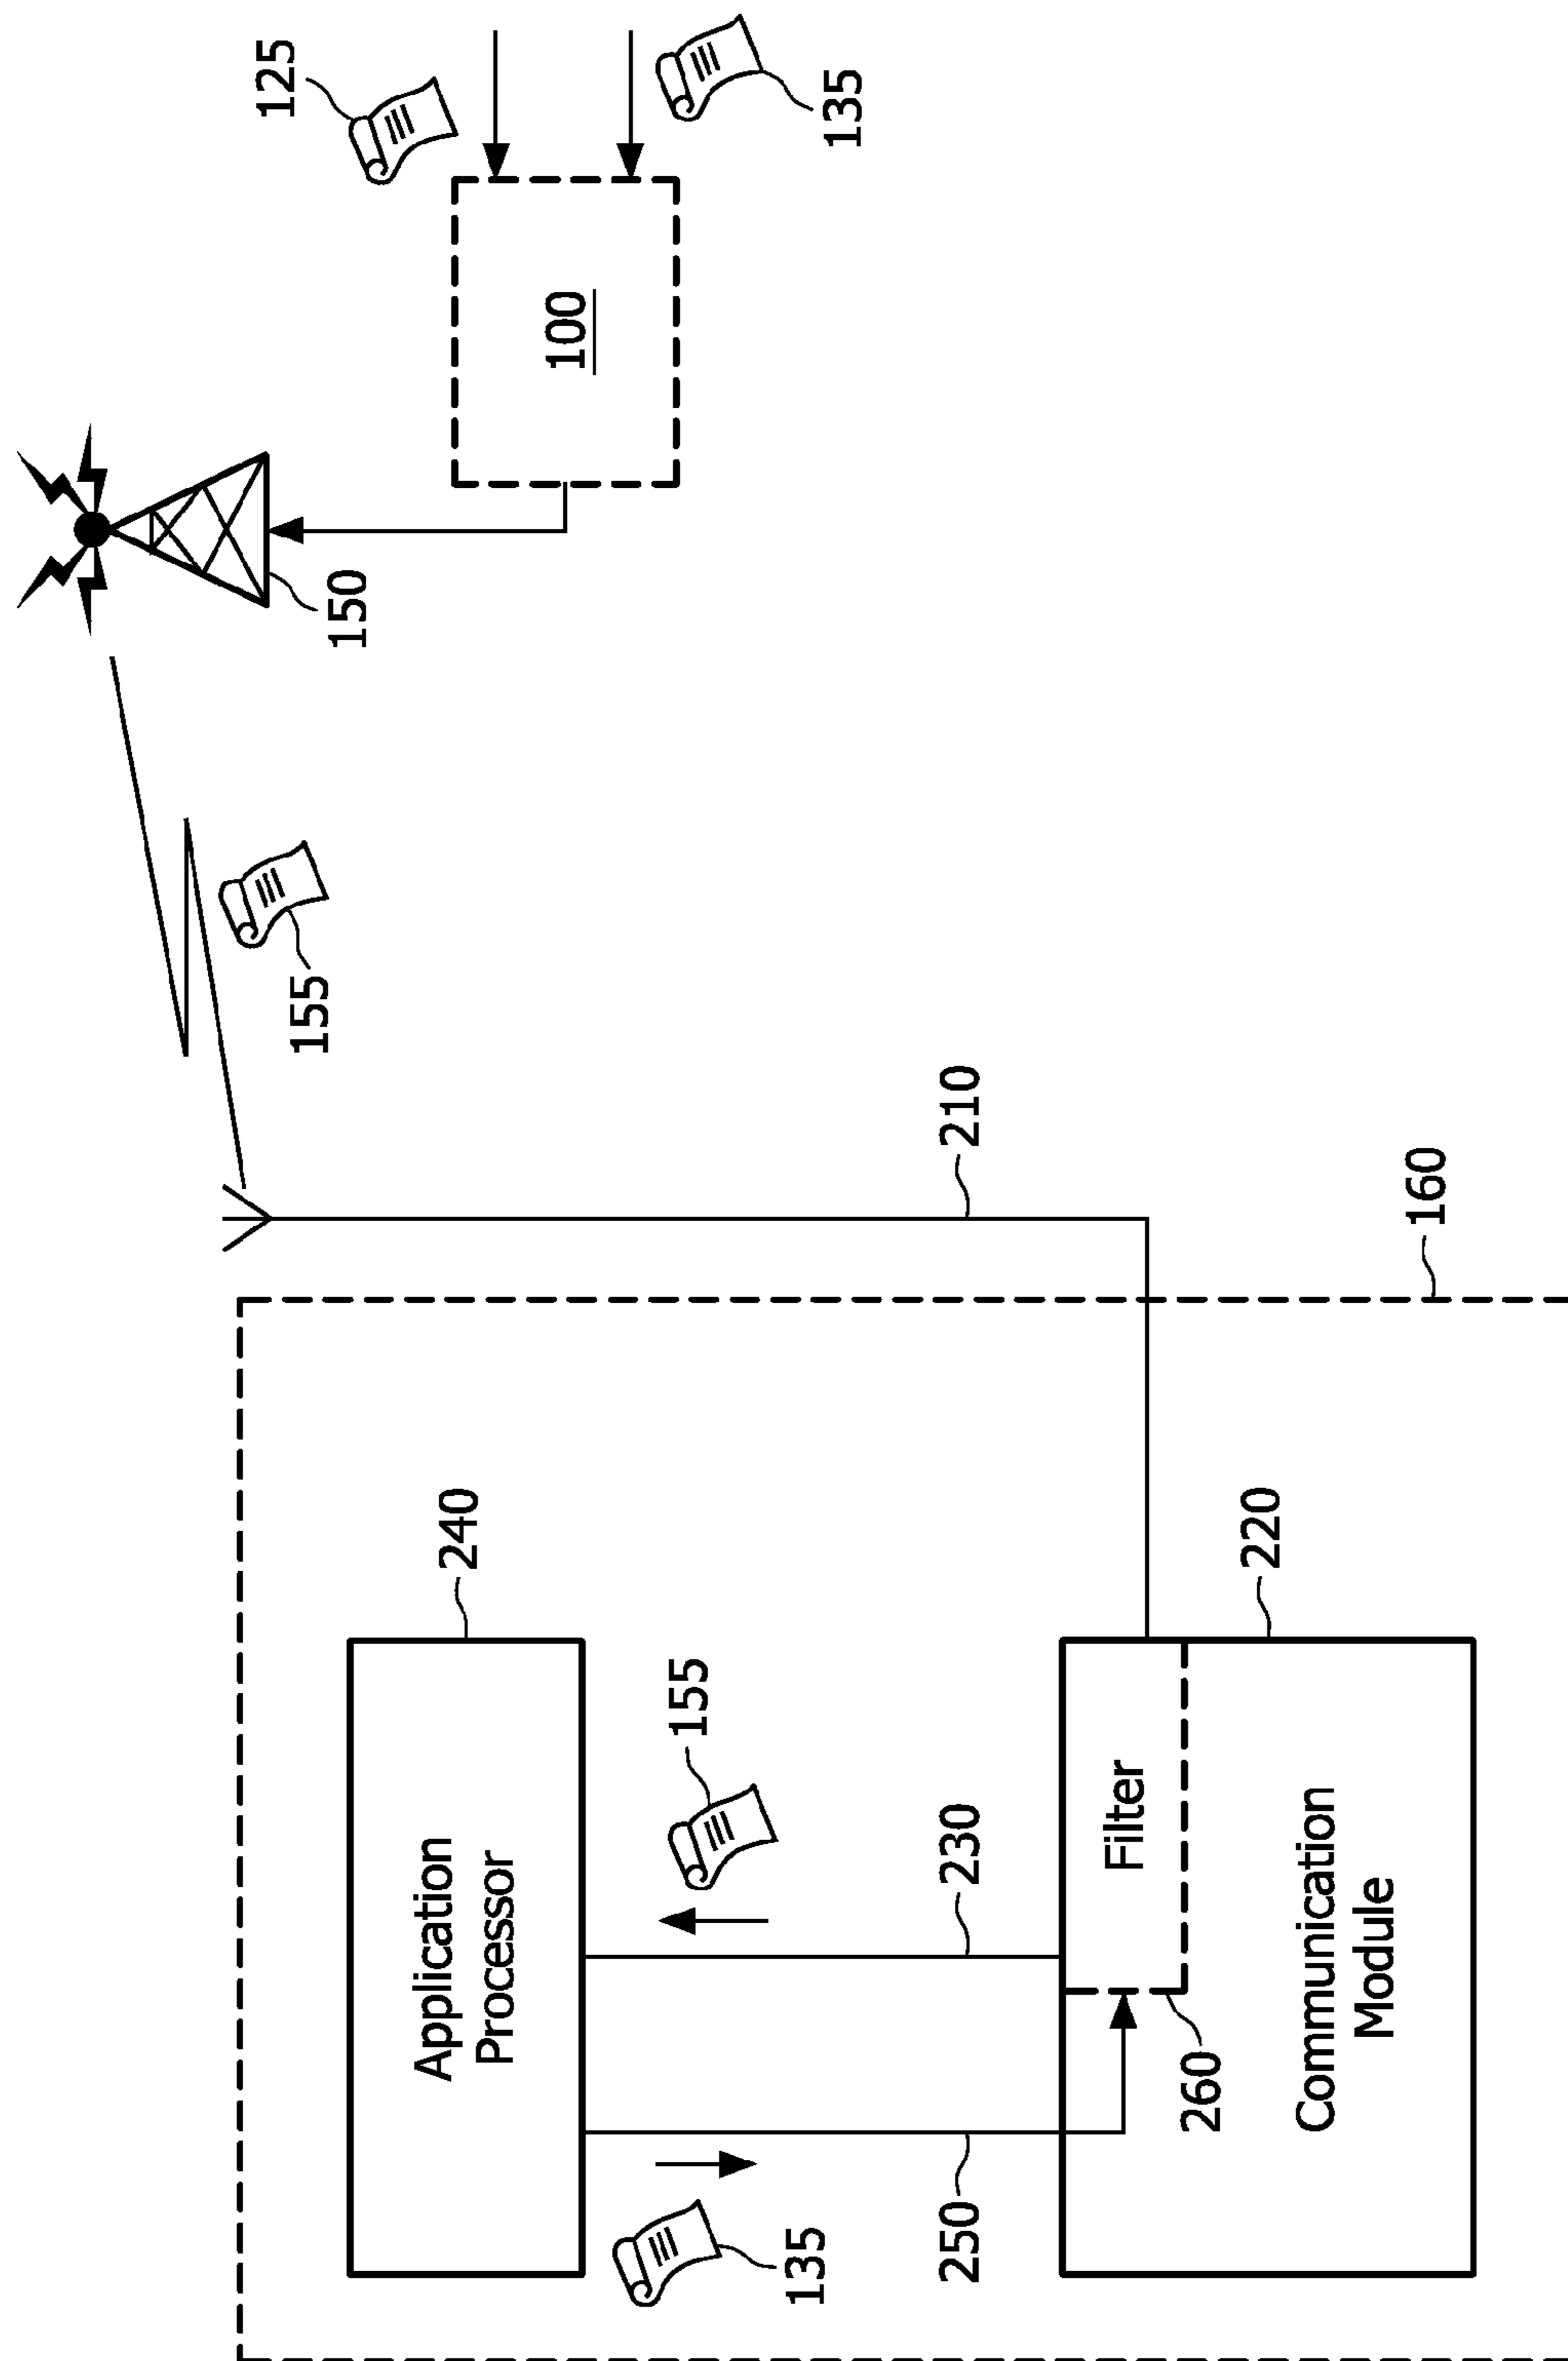 125
135
100
150
155
210
160
240
155
220
230
Filter
Application
Processor
Communication
Module
260
250
135